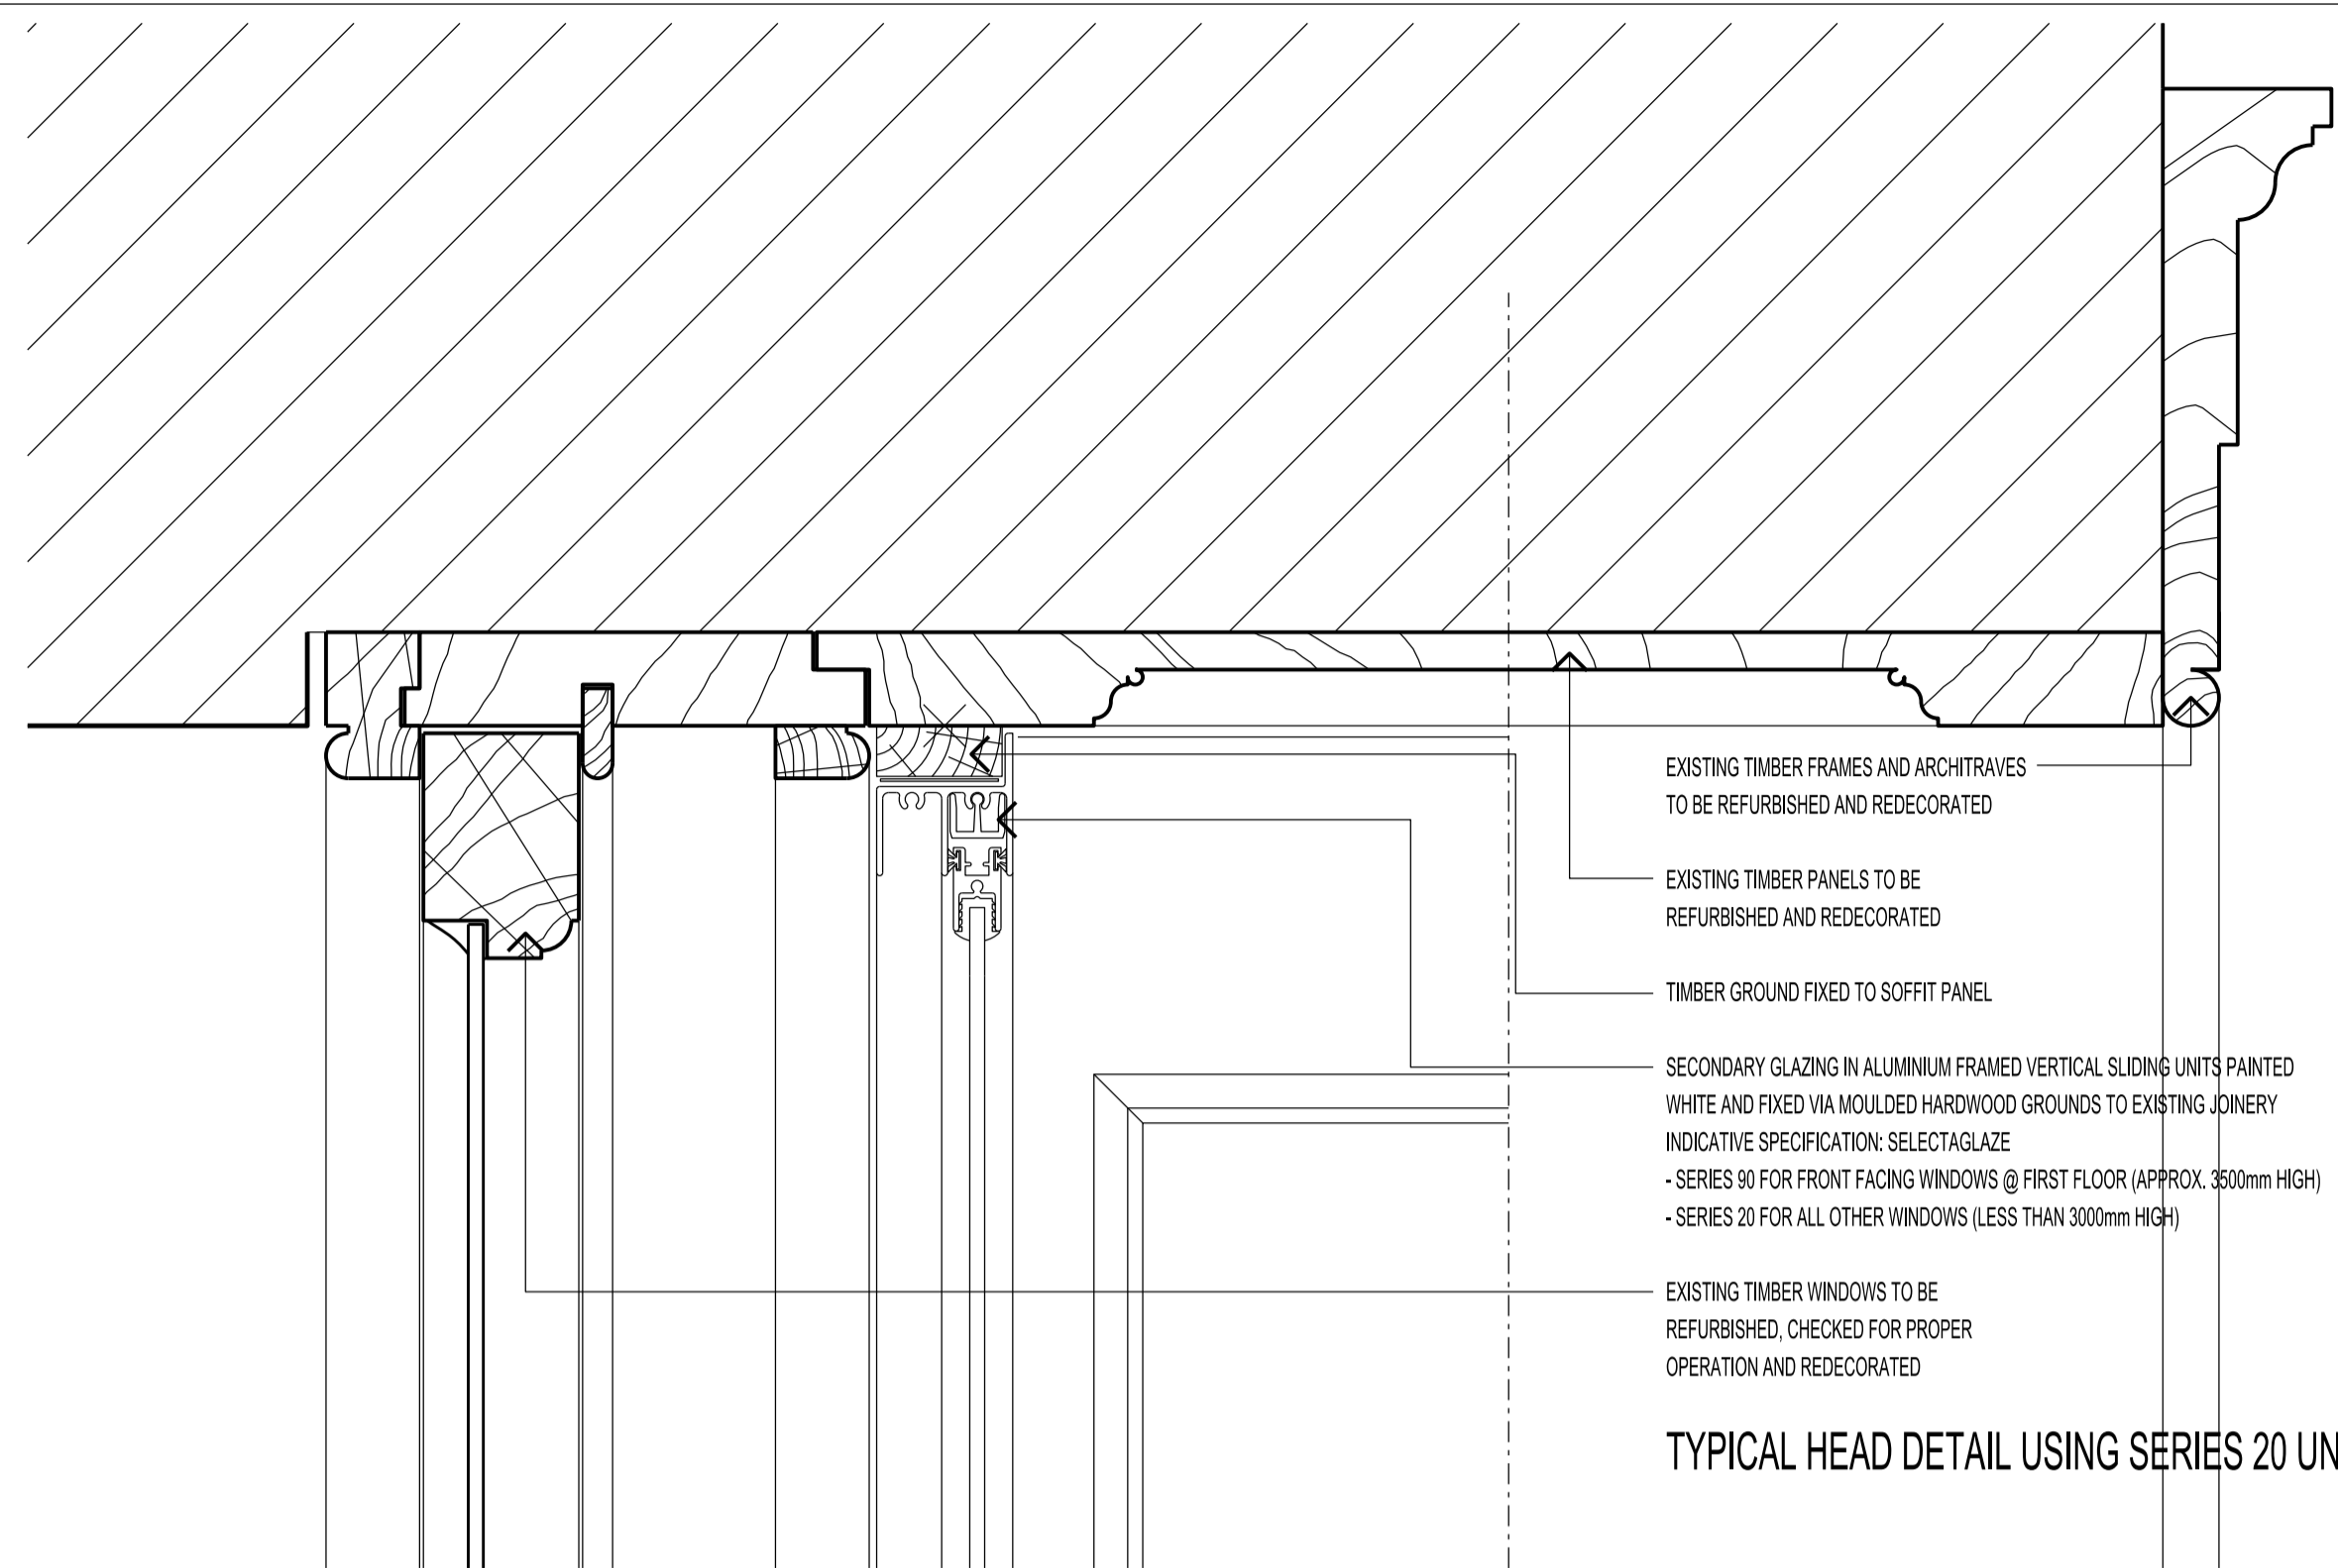 EXISTING TIMBER FRAMES AND ARCHITRAVES
TO BE REFURBISHED AND REDECORATED
EXISTING TIMBER PANELS TO BE
REFURBISHED AND REDECORATED
TIMBER GROUND FIXED TO SOFFIT PANEL
SECONDARY GLAZING IN ALUMINIUM FRAMED VERTICAL SLIDING UNITS PAINTED
WHITE AND FIXED VIA MOULDED HARDWOOD GROUNDS TO EXISTING JOINERY
INDICATIVE SPECIFICATION: SELECTAGLAZE
- SERIES 90 FOR FRONT FACING WINDOWS @ FIRST FLOOR (APPROX. 3500mm HIGH)
- SERIES 20 FOR ALL OTHER WINDOWS (LESS THAN 3000mm HIGH)
EXISTING TIMBER WINDOWS TO BE
REFURBISHED, CHECKED FOR PROPER
OPERATION AND REDECORATED
TYPICAL HEAD DETAIL USING SERIES 20 UN